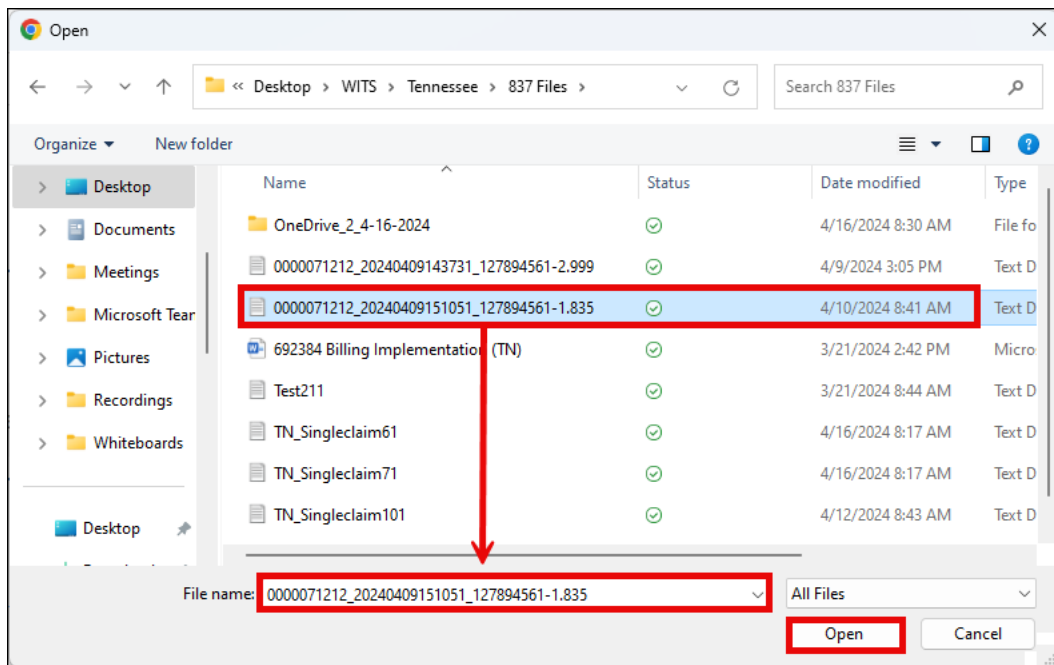 Open
« Desktop > WITS > Tennessee > 837 Files >
Search 837 Files
Organize
New folder
?
Name
Status
Date modified
Type
Desktop
Documents
Meetings
Microsoft Tear
Pictures
Recordings
Whiteboards
Desktop
OneDrive_2_4-16-2024 4/16/2024 8:30 AM File fo
0000071212_20240409143731_127894561-2.999 4/9/2024 3:05 PM Text D
0000071212_20240409151051_127894561-1.835 4/10/2024 8:41 AM Text D
692384 Billing Implementation (TN) 3/21/2024 2:42 PM Micro
Test211 3/21/2024 8:44 AM Text D
TN_Singleclaim61 4/16/2024 8:17 AM Text D
TN_Singleclaim71 4/16/2024 8:17 AM Text D
TN_Singleclaim101 4/12/2024 8:43 AM Text D
File name: 0000071212_20240409151051_127894561-1.835
All Files
Open
Cancel